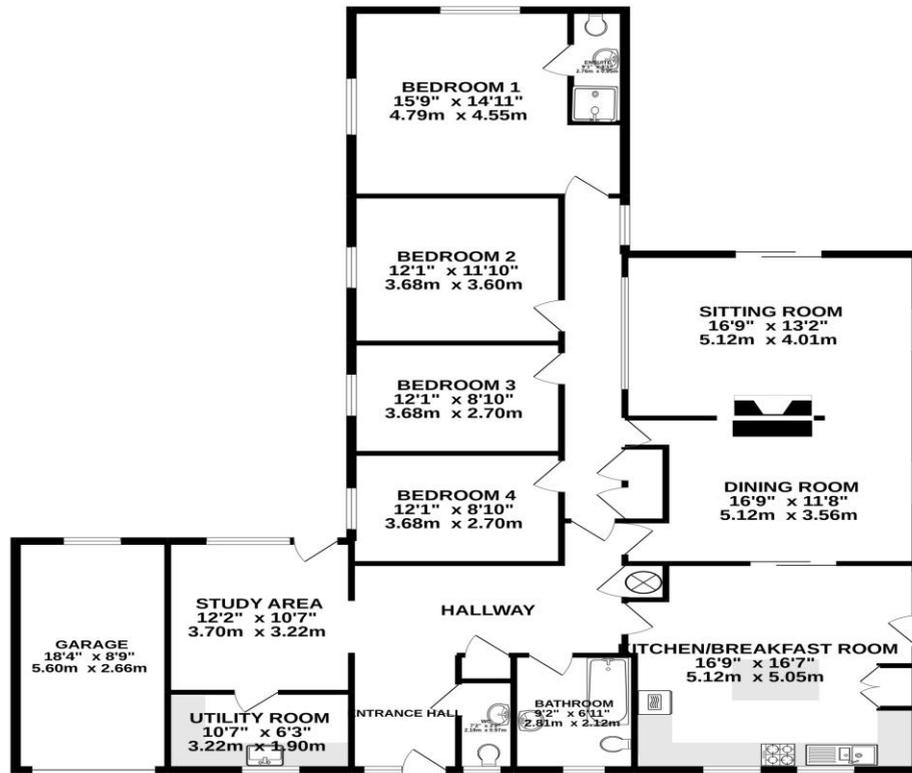 BEDROOM 1
15'9" x 14'11"
4.79m x 4.55m
ENSUITE
2.76m x 0.95m
BEDROOM 2
12'1" x 11'10"
3.68m x 3.60m
BEDROOM 3
12'1" x 8'10"
3.68m x 2.70m
BEDROOM 4
12'1" x 8'10"
3.68m x 2.70m
SITTING ROOM
16'9" x 13'2"
5.12m x 4.01m
DINING ROOM
16'9" x 11'8"
5.12m x 3.56m
STUDY AREA
12'2" x 10'7"
3.70m x 3.22m
HALLWAY
GARAGE
18'4" x 8'9"
5.60m x 2.66m
KITCHEN/BREAKFAST ROOM
16'9" x 16'7"
5.12m x 5.05m
UTILITY ROOM
10'7" x 6'3"
3.22m x 1.90m
ENTRANCE HALL
BATHROOM
9'2" x 6'11"
2.81m x 2.12m